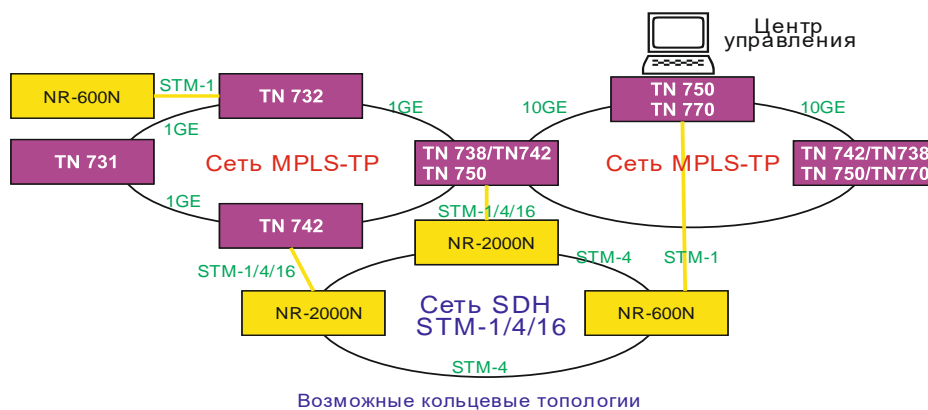 Центр
управления
NR-600N
STM-1
TN 732
1GE
10GE
TN 750
TN 770
10GE
1GE
TN 731
Сеть MPLS-TP
TN 738/TN742
TN 750
Сеть MPLS-TP
TN 742/TN738
TN 750/TN770
1GE
TN 742
STM-1/4/16
NR-2000N
STM-1/4/16
STM-4
STM-1
NR-2000N
Сеть SDH
STM-1/4/16
NR-600N
STM-4
Возможные кольцевые топологии